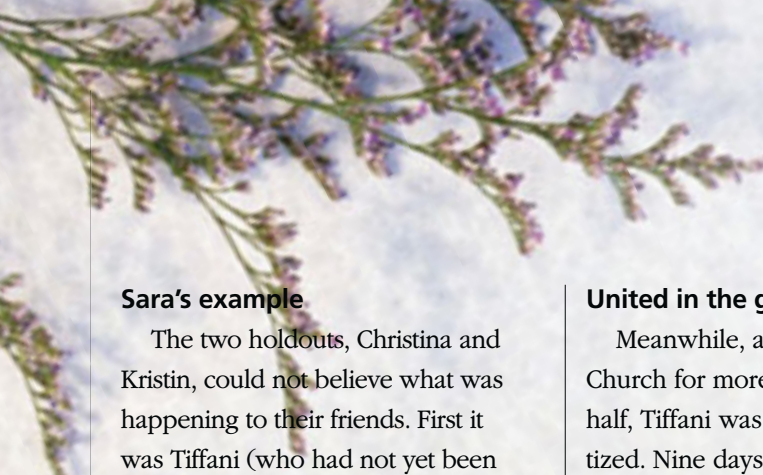 Sara's example
The two holdouts, Christina and
Kristin, could not believe what was
happening to their friends. First it
was Tiffani (who had not yet been
United in the
Meanwhile,
Church for more
half, Tiffani was
tized. Nine days